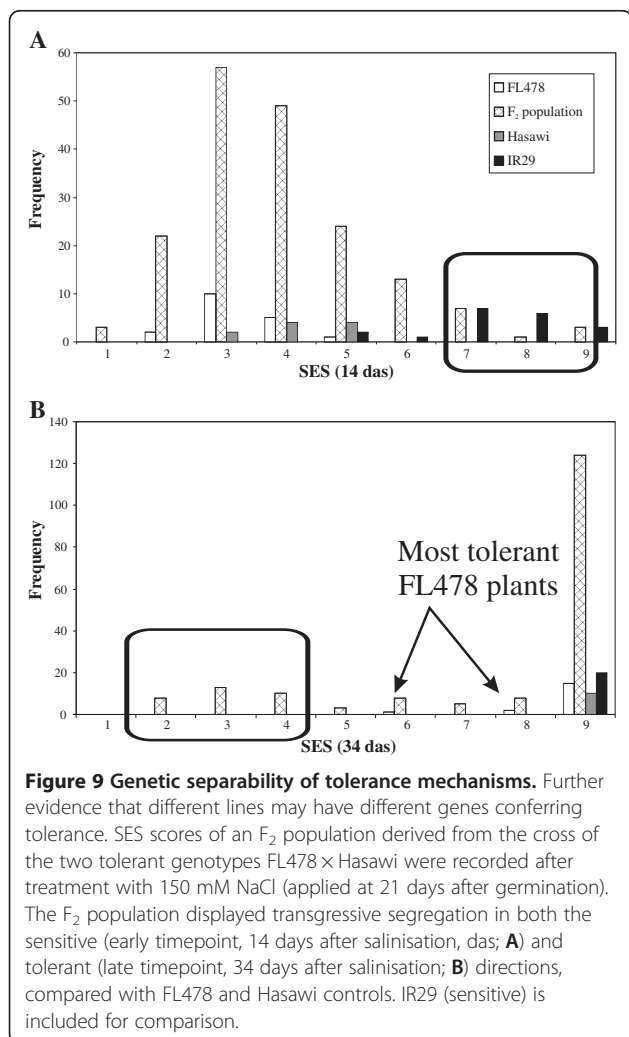 A
60
50
40
30
20
10
0
Frequency
FL478
F₂ population
Hasawi
IR29
1 2 3 4 5 6 7 8 9
SES (14 das)
B
140
120
100
80
60
40
20
0
Frequency
Most tolerant
FL478 plants
1 2 3 4 5 6 7 8 9
SES (34 das)
Figure 9 Genetic separability of tolerance mechanisms. Further
evidence that different lines may have different genes conferring
tolerance. SES scores of an F₂ population derived from the cross of
the two tolerant genotypes FL478 × Hasawi were recorded after
treatment with 150 mM NaCl (applied at 21 days after germination).
The F₂ population displayed transgressive segregation in both the
sensitive (early timepoint, 14 days after salinisation, das; A) and
tolerant (late timepoint, 34 days after salinisation; B) directions,
compared with FL478 and Hasawi controls. IR29 (sensitive) is
included for comparison.